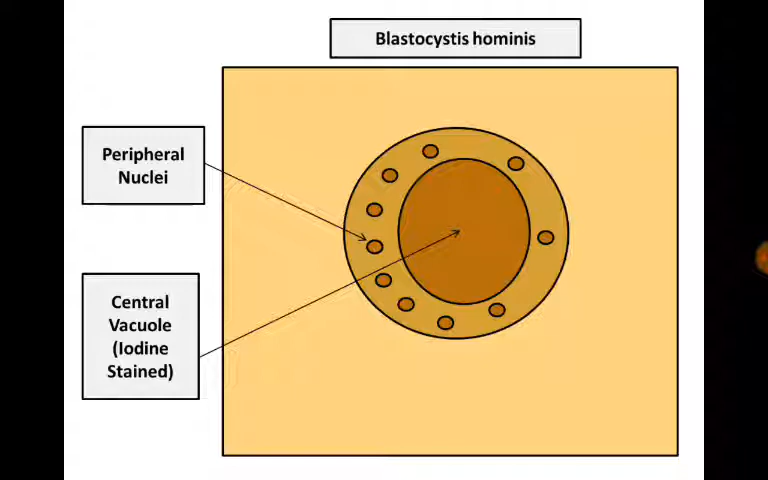 Blastocystis hominis
Peripheral
Nuclei
Central
Vacuole
(Iodine
Stained)